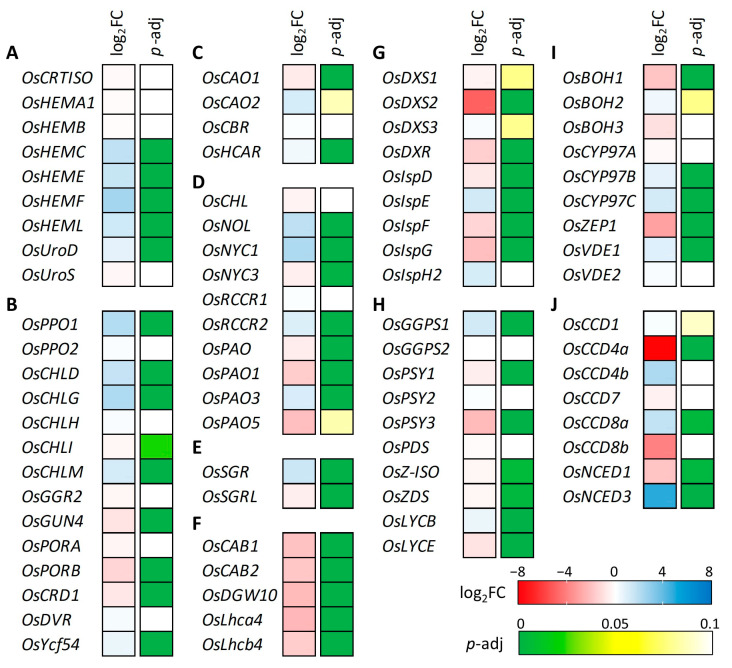 log2FC
p-adj
A
OsCRTISO
OsHEMA1
OsHEMB
OsHEMC
OsHEME
OsHEMF
OsHEML
OsUroD
OsUroS
B
OsPPO1
OsPPO2
OsCHLD
OsCHLG
OsCHLH
OsCHLI
OsCHLM
OsGGR2
OsGUN4
OsPORA
OsPORB
OsCRD1
OsDVR
OsYcf54
log2FC
p-adj
C
OsCAO1
OsCAO2
OsCBR
OsHCAR
D
OsCHL
OsNOL
OsNYC1
OsNYC3
OsRCCR1
OsRCCR2
OsPAO
OsPAO1
OsPAO3
OsPAO5
E
OsSGR
OsSGRL
F
OsCAB1
OsCAB2
OsDGW10
OsLhca4
OsLhcb4
log2FC
p-adj
G
OsDXS1
OsDXS2
OsDXS3
OsDXR
OsIspD
OsIspE
OsIspF
OsIspG
OsIspH2
H
OsGGPS1
OsGGPS2
OsPSY1
OsPSY2
OsPSY3
OsPDS
OsZ-ISO
OsZDS
OsLYCB
OsLYCE
log2FC
p-adj
I
OsBOH1
OsBOH2
OsBOH3
OsCYP97A
OsCYP97B
OsCYP97C
OsZEP1
OsVDE1
OsVDE2
J
OsCCD1
OsCCD4a
OsCCD4b
OsCCD7
OsCCD8a
OsCCD8b
OsNCED1
OsNCED3
−8 −4 0 4 8
log2FC
0 0.05 0.1
p-adj